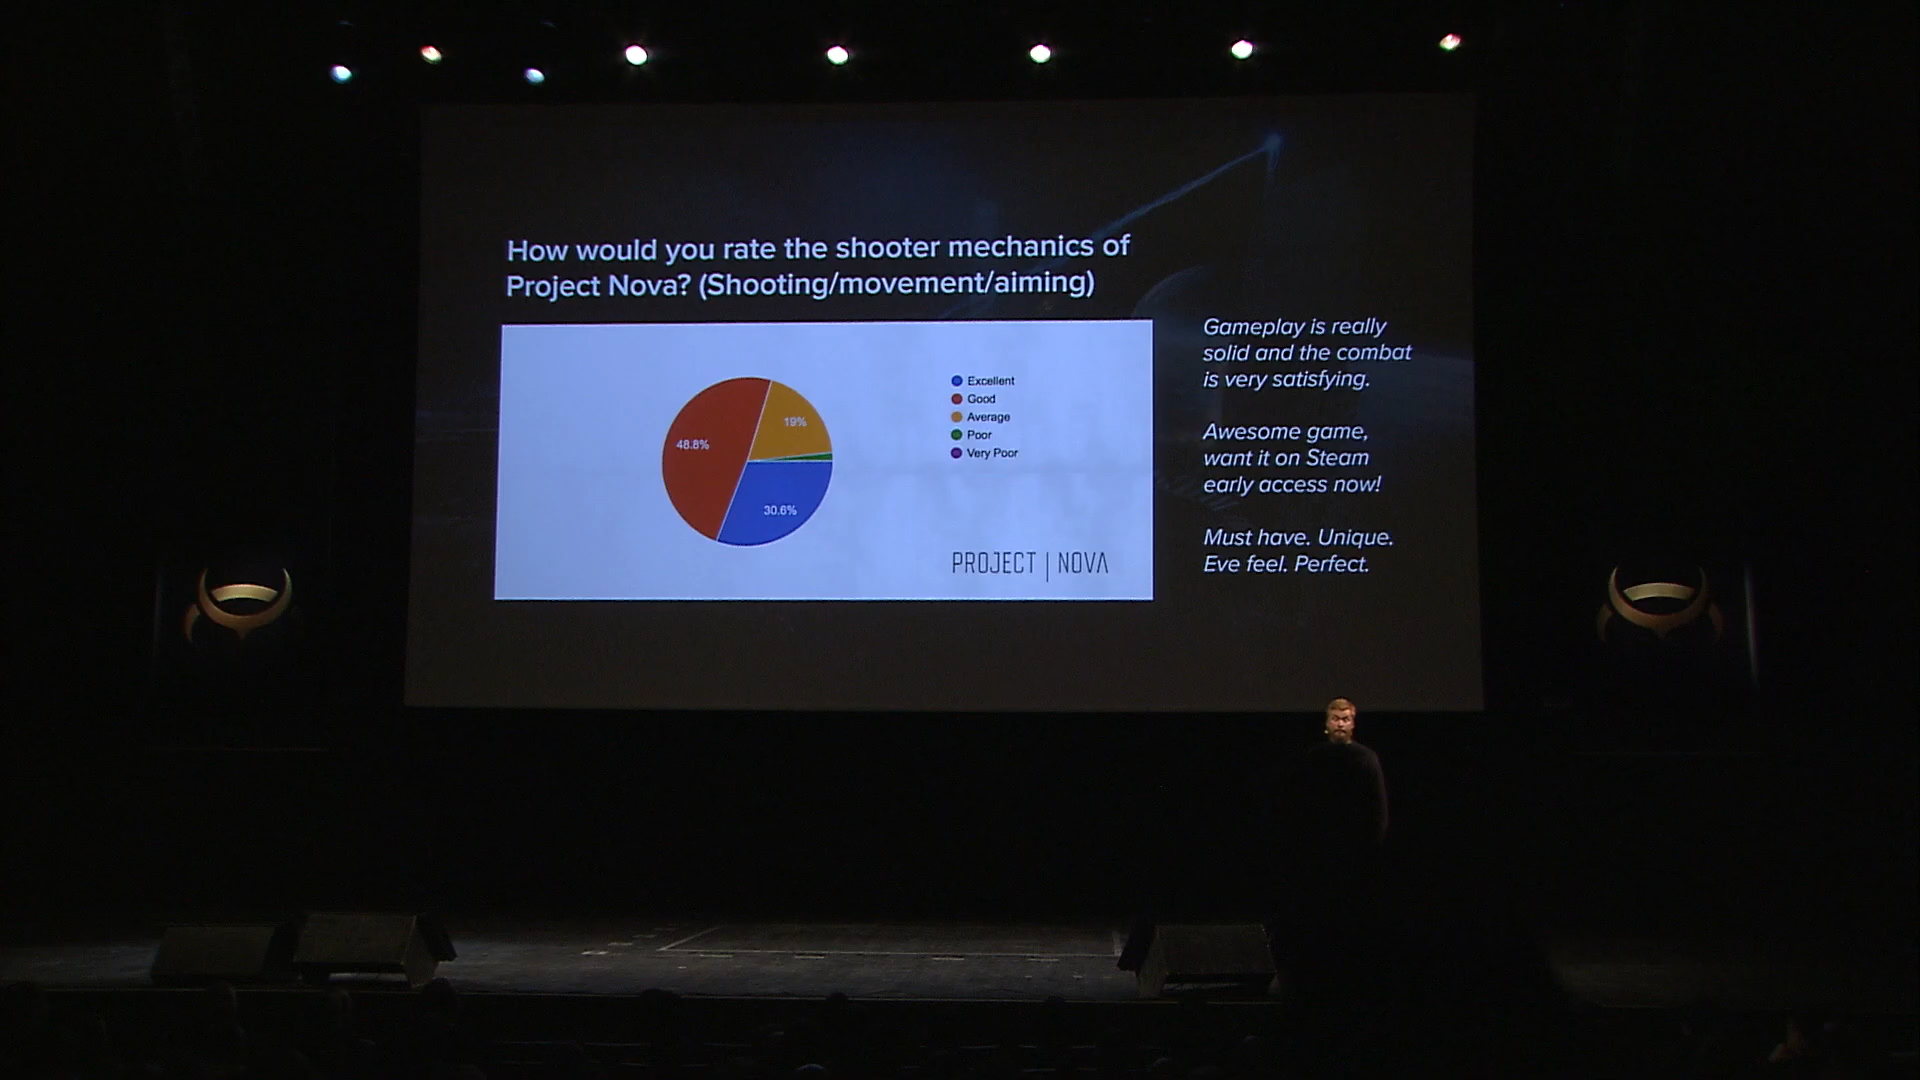 How would you rate the shooter mechanics of
Project Nova? (Shooting/movement/aiming)
48.8%
19%
30.6%
Excellent
Good
Average
Poor
Very Poor
PROJECT | NOVA
Gameplay is really
solid and the combat
is very satisfying.
Awesome game,
want it on Steam
early access now!
Must have. Unique.
Eve feel. Perfect.